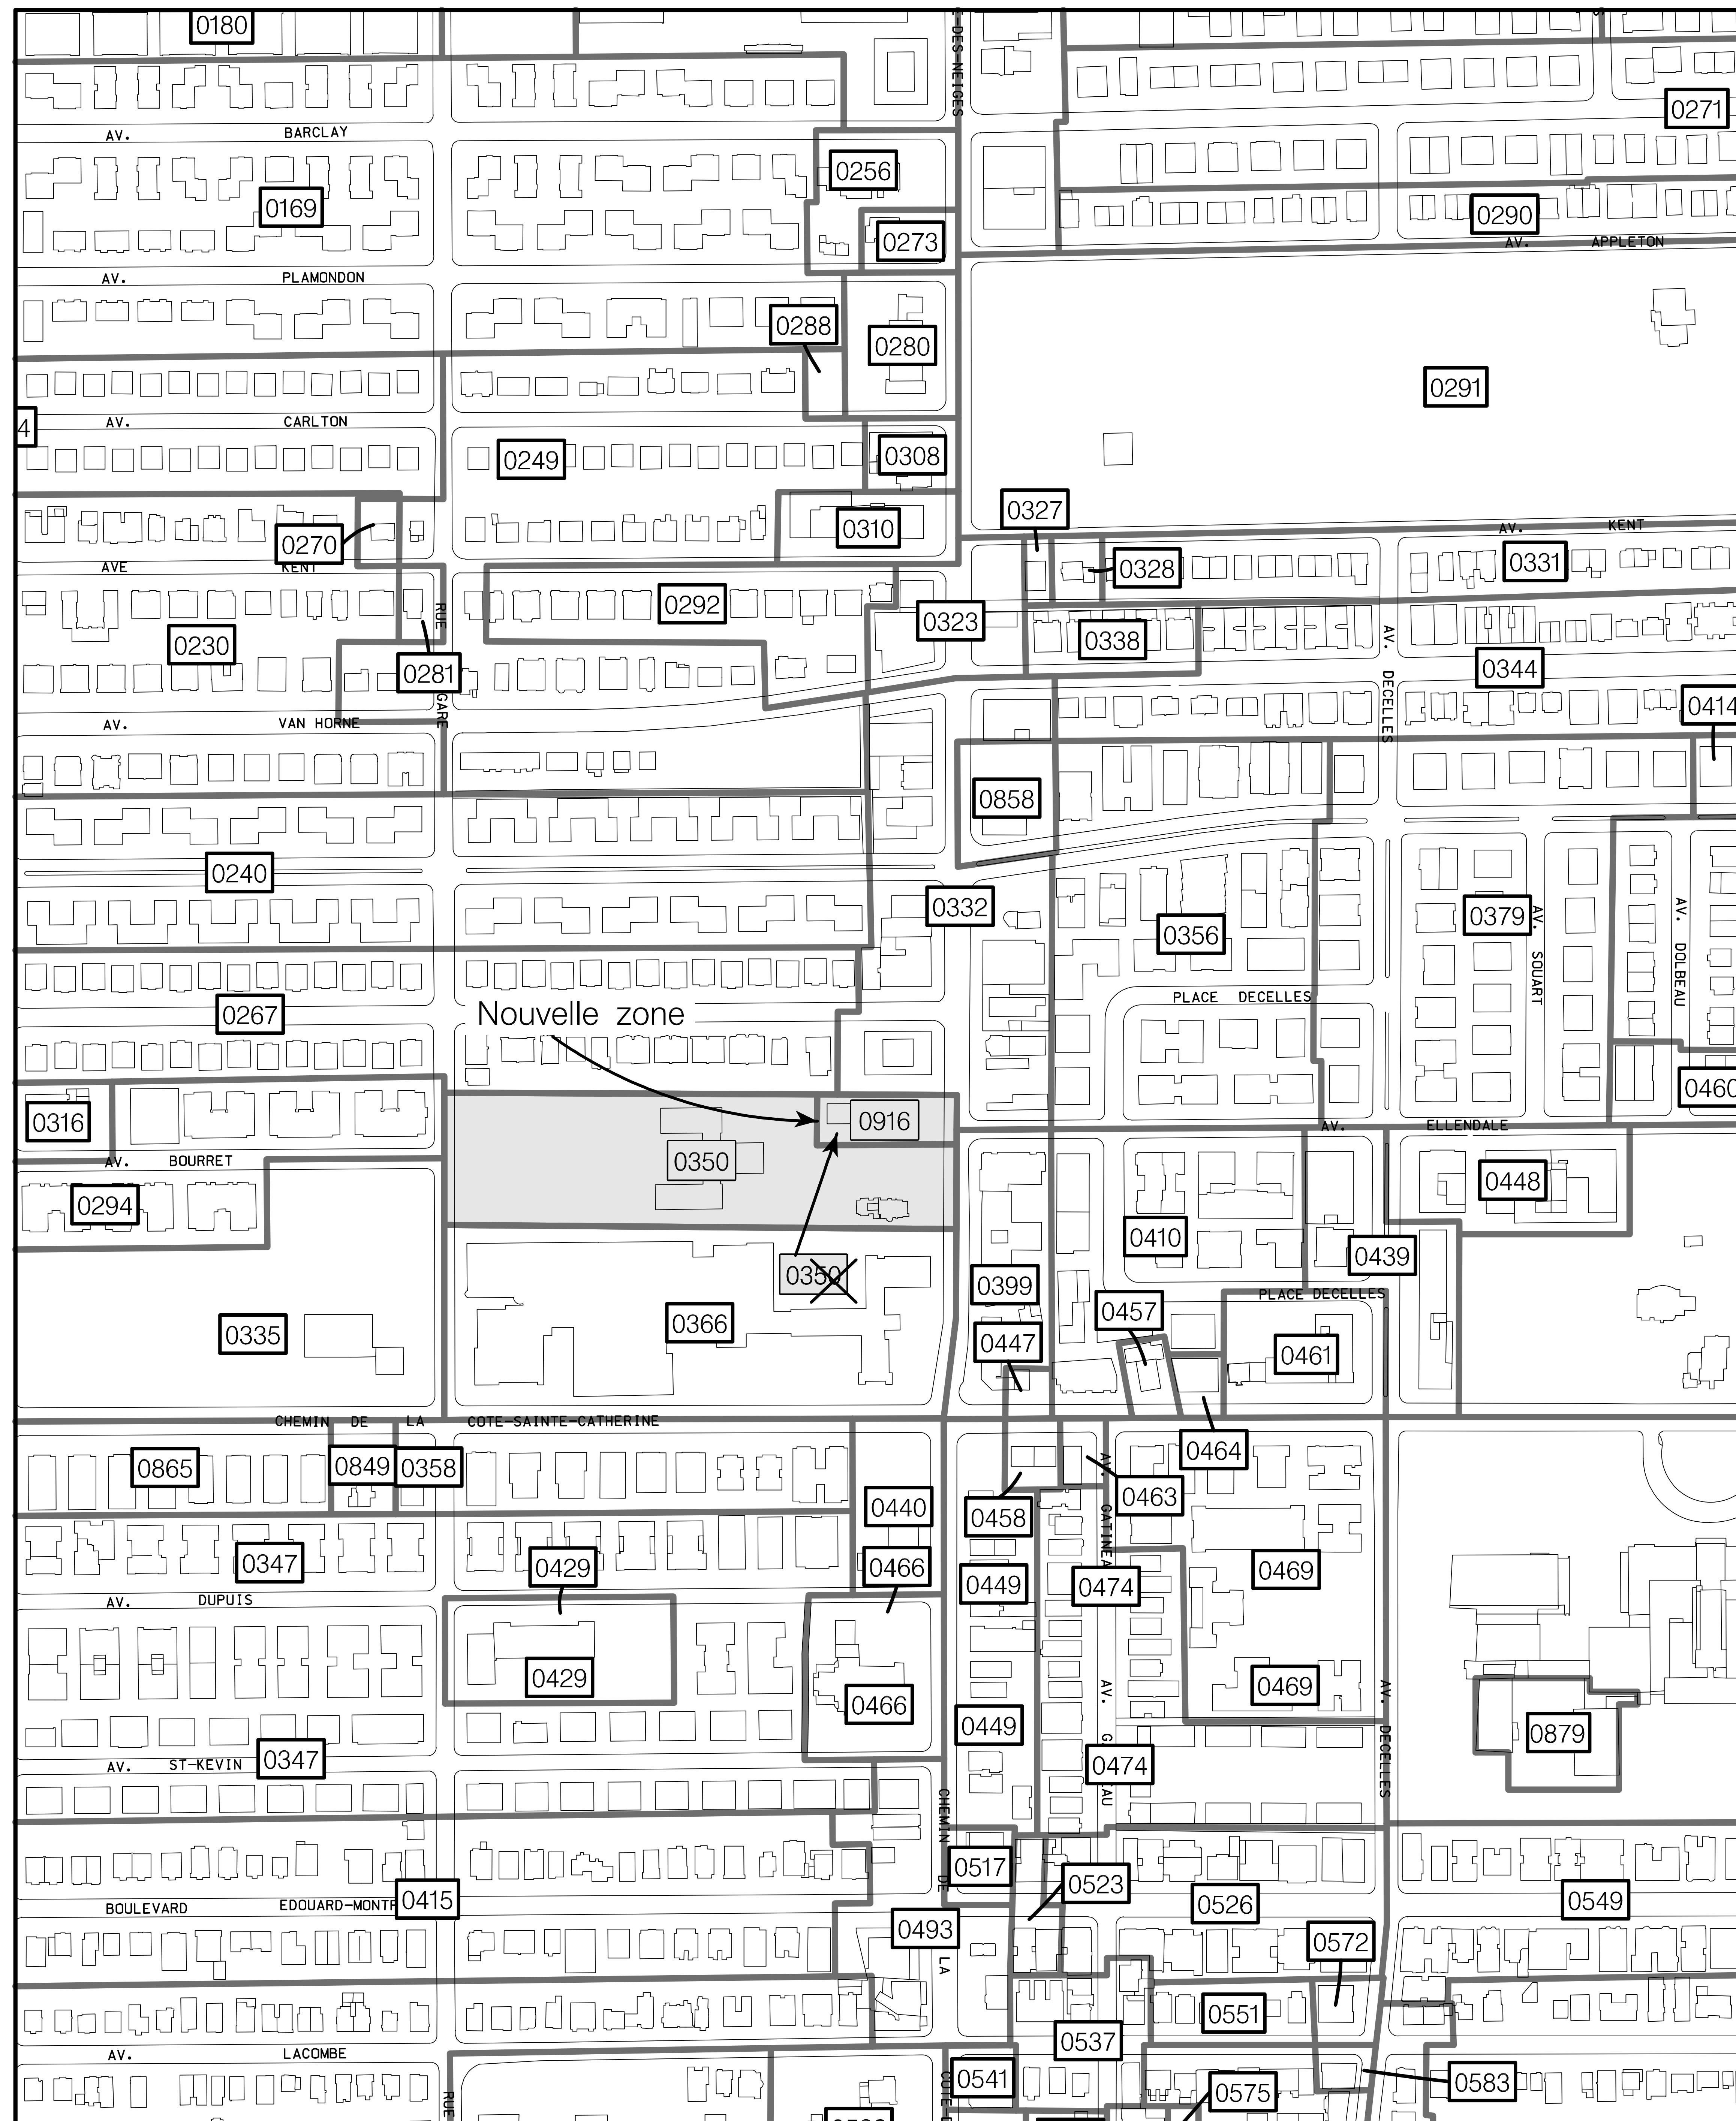 0180
E-DES-NEIGES
0271
AV. BARCLAY
0256
0169
0290
0273
AV. APPLETON
AV. PLAMONDON
0288
0280
0291
AV. CARLTON
4
0249
0308
0327
0310
AV. KENT
0270
0328
0331
AVE KENT
0292
RUE
0323
0338
AV.
0230
0281
0344
DECELLES
GARE
0414
AV. VAN HORNE
0858
0240
0332
0379
AV.
AV.
0356
SOUART
DOLBEAU
PLACE DECELLES
Nouvelle zone
0267
0460
0316
0916
AV. ELLENDALE
AV. BOURRET
0350
0448
0294
0410
0439
0350
0399
PLACE DECELLES
0457
0335
0366
0447
0461
CHEMIN DE LA COTE-SAINTE-CATHERINE
0464
0865
0849
0358
AV.
0463
0440
0458
GATINEA
0347
0429
0466
0449
0474
0469
AV. DUPUIS
0429
0466
0469
AV.
AV.
0449
0879
DECELLES
AV. ST-KEVIN
0347
0474
G
AU
CHEMIN
0517
DE
0523
0415
BOULEVARD EDOUARD-MONTP
0526
0549
0493
LA
0572
0551
0537
AV. LACOMBE
0541
0575
0583
RUE
COTE